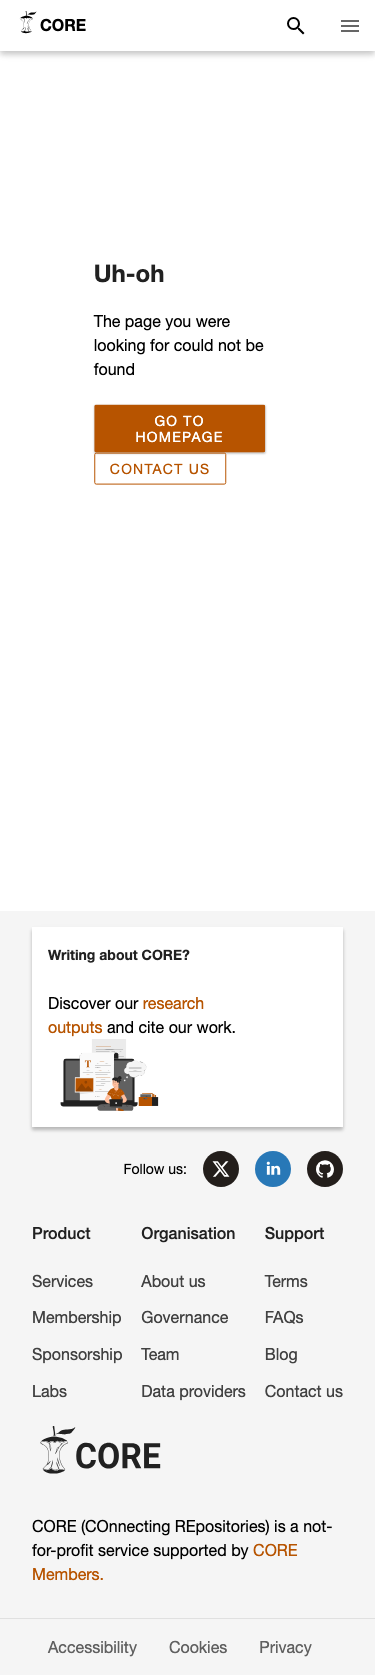 CORE
Uh-oh
The page you were
looking for could not be
found
GO TO
HOMEPAGE
CONTACT US
Writing about CORE?
Discover our research
outputs and cite our work.
T
Follow us:
in
Product
Organisation
Support
Services
About us
Terms
Membership
Governance
FAQs
Sponsorship
Team
Blog
Labs
Data providers
Contact us
CORE
CORE (COnnecting REpositories) is a not-
for-profit service supported by CORE
Members.
Accessibility
Cookies
Privacy